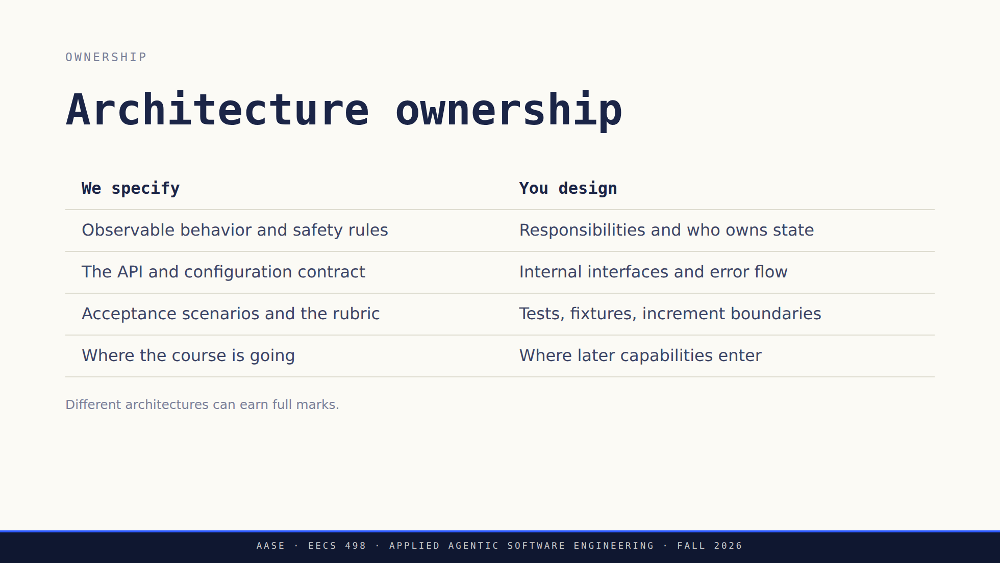 OWNERSHIP
Architecture ownership
We specify You design
Observable behavior and safety rules Responsibilities and who owns state
The API and configuration contract Internal interfaces and error flow
Acceptance scenarios and the rubric Tests, fixtures, increment boundaries
Where the course is going Where later capabilities enter
Different architectures can earn full marks.
AASE · EECS 498 · APPLIED AGENTIC SOFTWARE ENGINEERING · FALL 2026